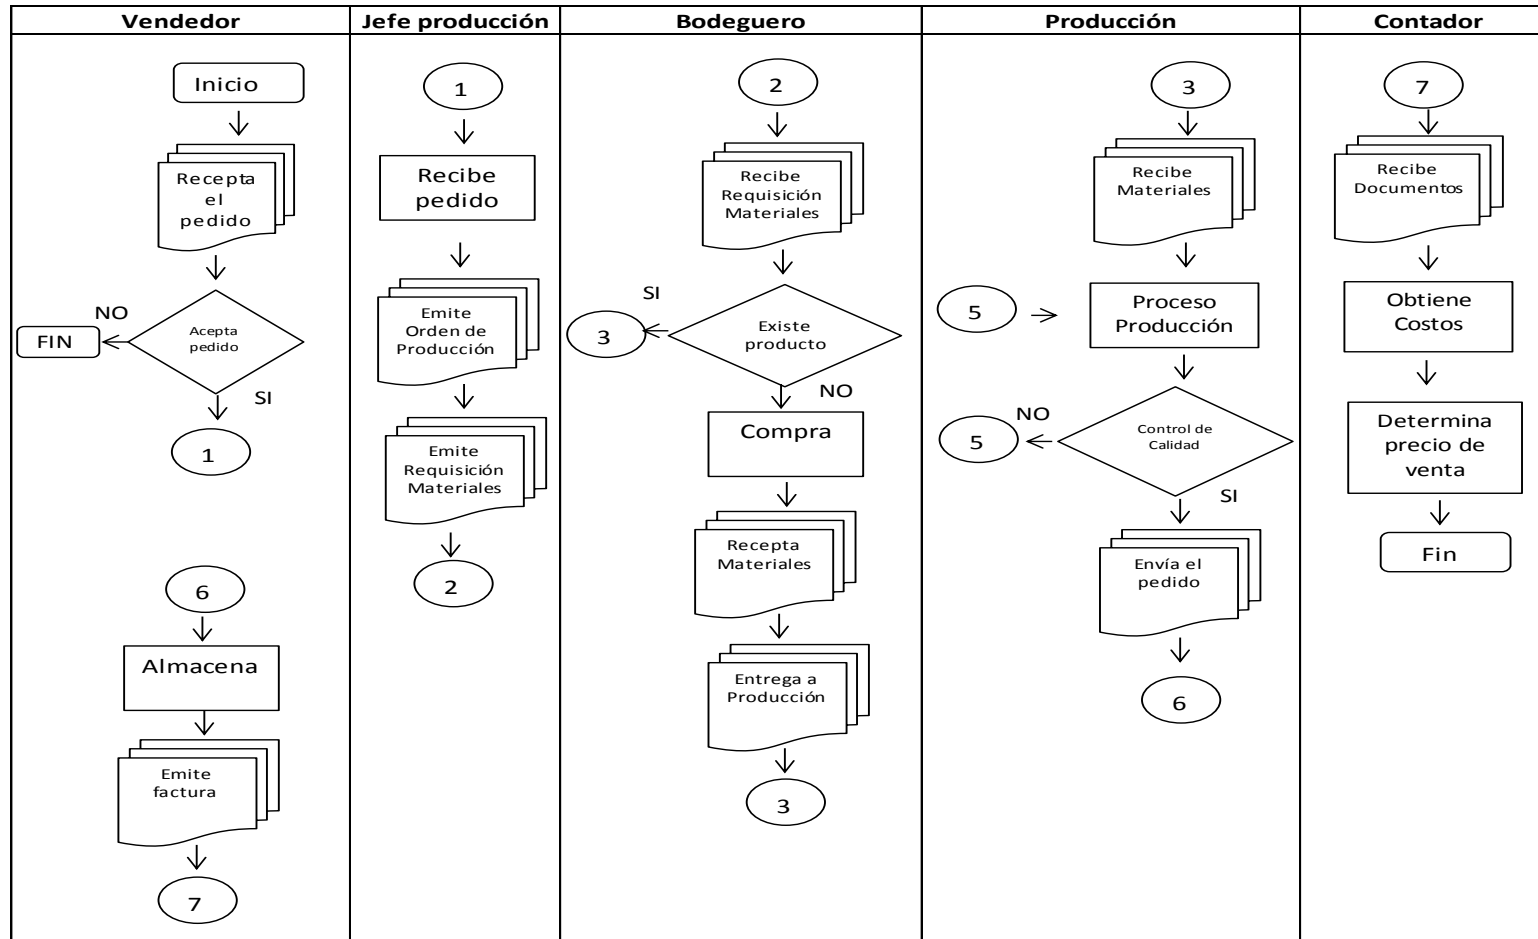 Vendedor
Jefe producción
Bodeguero
Producción
Contador
Inicio
Recepta
el
pedido
NO
FIN
Acepta
pedido
SI
1
6
Almacena
Emite
factura
7
1
Recibe
pedido
Emite
Orden de
Producción
Emite
Requisición
Materiales
2
2
Recibe
Requisición
Materiales
SI
3
Existe
producto
NO
Compra
Recepta
Materiales
Entrega a
Producción
3
3
Recibe
Materiales
5
Proceso
Producción
NO
5
Control de
Calidad
SI
Envía el
pedido
6
7
Recibe
Documentos
Obtiene
Costos
Determina
precio de
venta
Fin